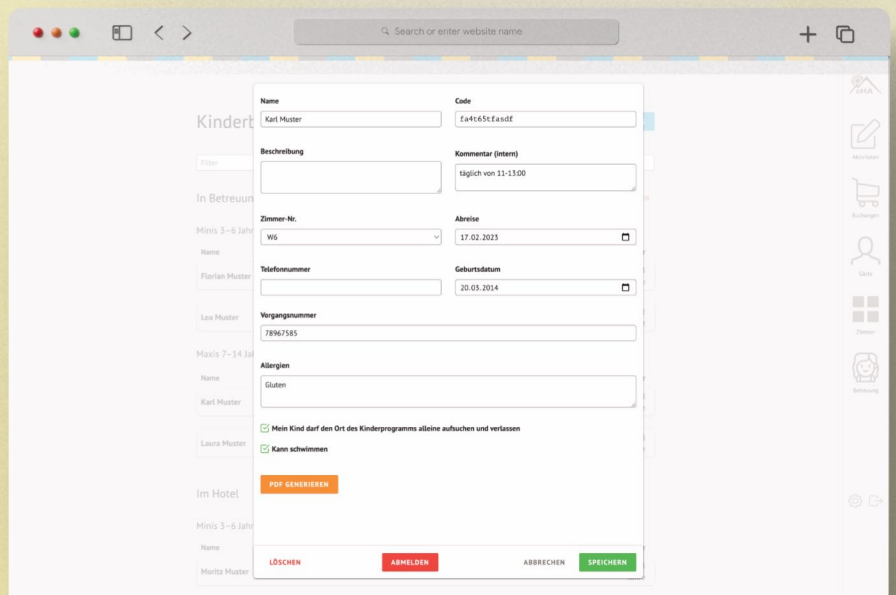 Search or enter website name
Kinderb
Filter
In Betreuun
Minis 3–6 Jahr
Name
Florian Muster
Lea Muster
Maxis 7–14 Jah
Name
Karl Muster
Laura Muster
Im Hotel
Minis 3–6 Jahr
Name
Moritz Muster
Name
Karl Muster
Code
fa4t65tfasdf
Beschreibung
Kommentar (intern)
täglich von 11-13:00
Zimmer-Nr.
W6
Abreise
17.02.2023
Telefonnummer
Geburtsdatum
20.03.2014
Vorgangsnummer
78967585
Allergien
Gluten
Mein Kind darf den Ort des Kinderprogramms alleine aufsuchen und verlassen
Kann schwimmen
PDF GENERIEREN
LÖSCHEN
ABMELDEN
ABBRECHEN
SPEICHERN
Aktivitäten
Buchungen
Gäste
Zimmer
Betreuung